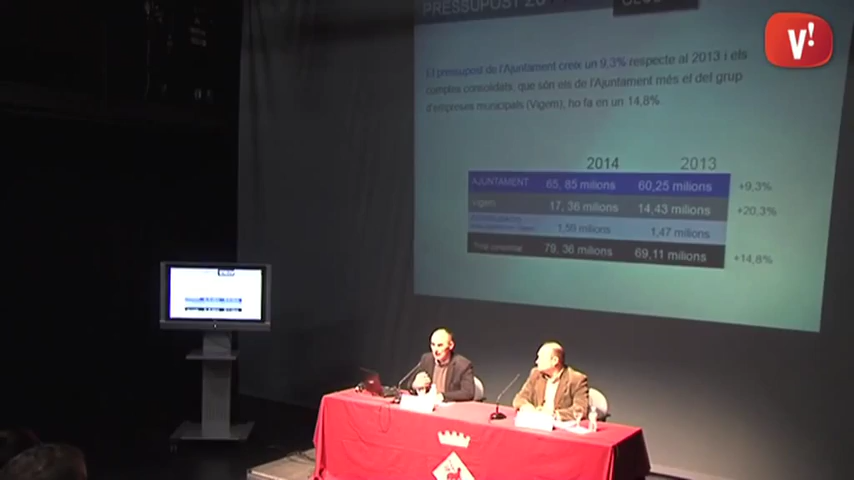 PRESSUPOST 20
V!
El pressupost de l'Ajuntament creix un 9,3% respecte al 2013 i els
comptes consolidats, que són els de l'Ajuntament més el del grup
d'empreses municipals (Vigem), ho fa en un 14,8%
2014 2013
AJUNTAMENT 65, 85 milions 60,25 milions +9,3%
Vigem 17, 36 milions 14,43 milions +20,3%
1,59 milions 1,47 milions
Total consolidat 79, 36 milions 69,11 milions +14,8%